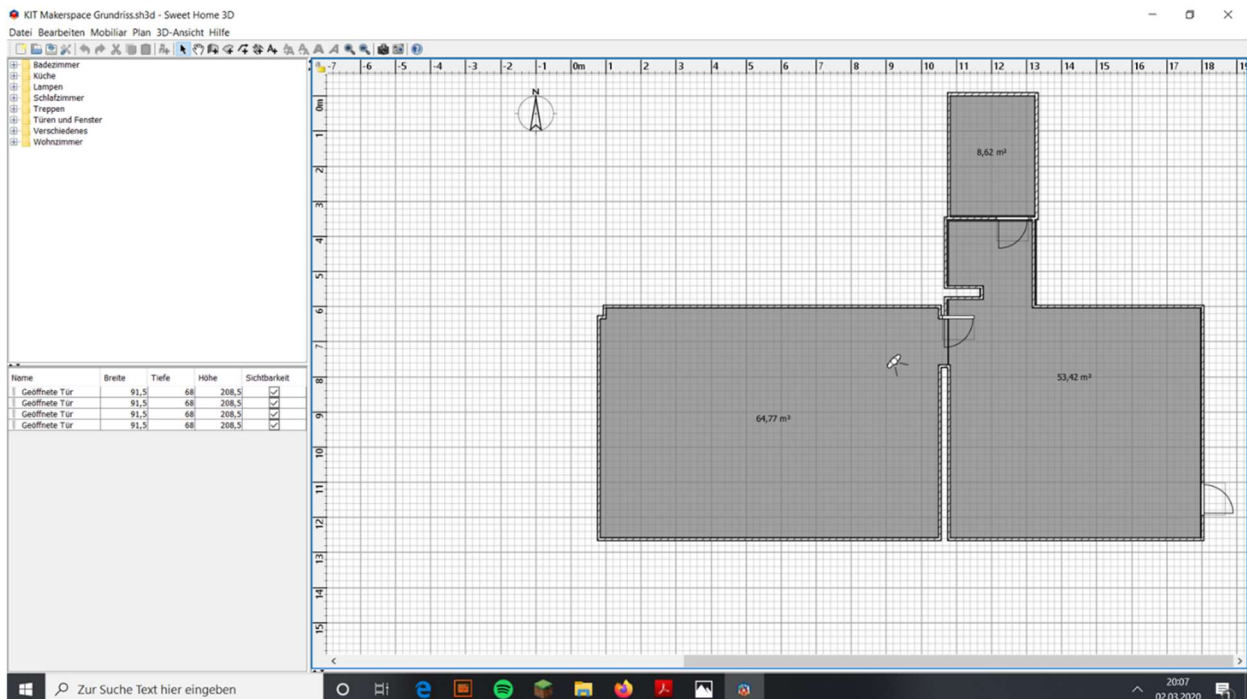 KIT Makerspace Grundriss.sh3d - Sweet Home 3D
Datei Bearbeiten Mobiliar Plan 3D-Ansicht Hilfe
Badezimmer
Küche
Lampen
Schlafzimmer
Treppen
Türen und Fenster
Verschiedenes
Wohnzimmer
Name Breite Tiefe Höhe Sichtbarkeit
Geöffnete Tür 91,5 68 208,5
Geöffnete Tür 91,5 68 208,5
Geöffnete Tür 91,5 68 208,5
Geöffnete Tür 91,5 68 208,5
-7 -6 -5 -4 -3 -2 -1 0m 1 2 3 4 5 6 7 8 9 10 11 12 13 14 15 16 17 18 19
0m
1
2
3
4
5
6
7
8
9
10
11
12
13
14
15
N
8,62 m²
53,42 m²
64,77 m²
Zur Suche Text hier eingeben
20:07
02.03.2020
1